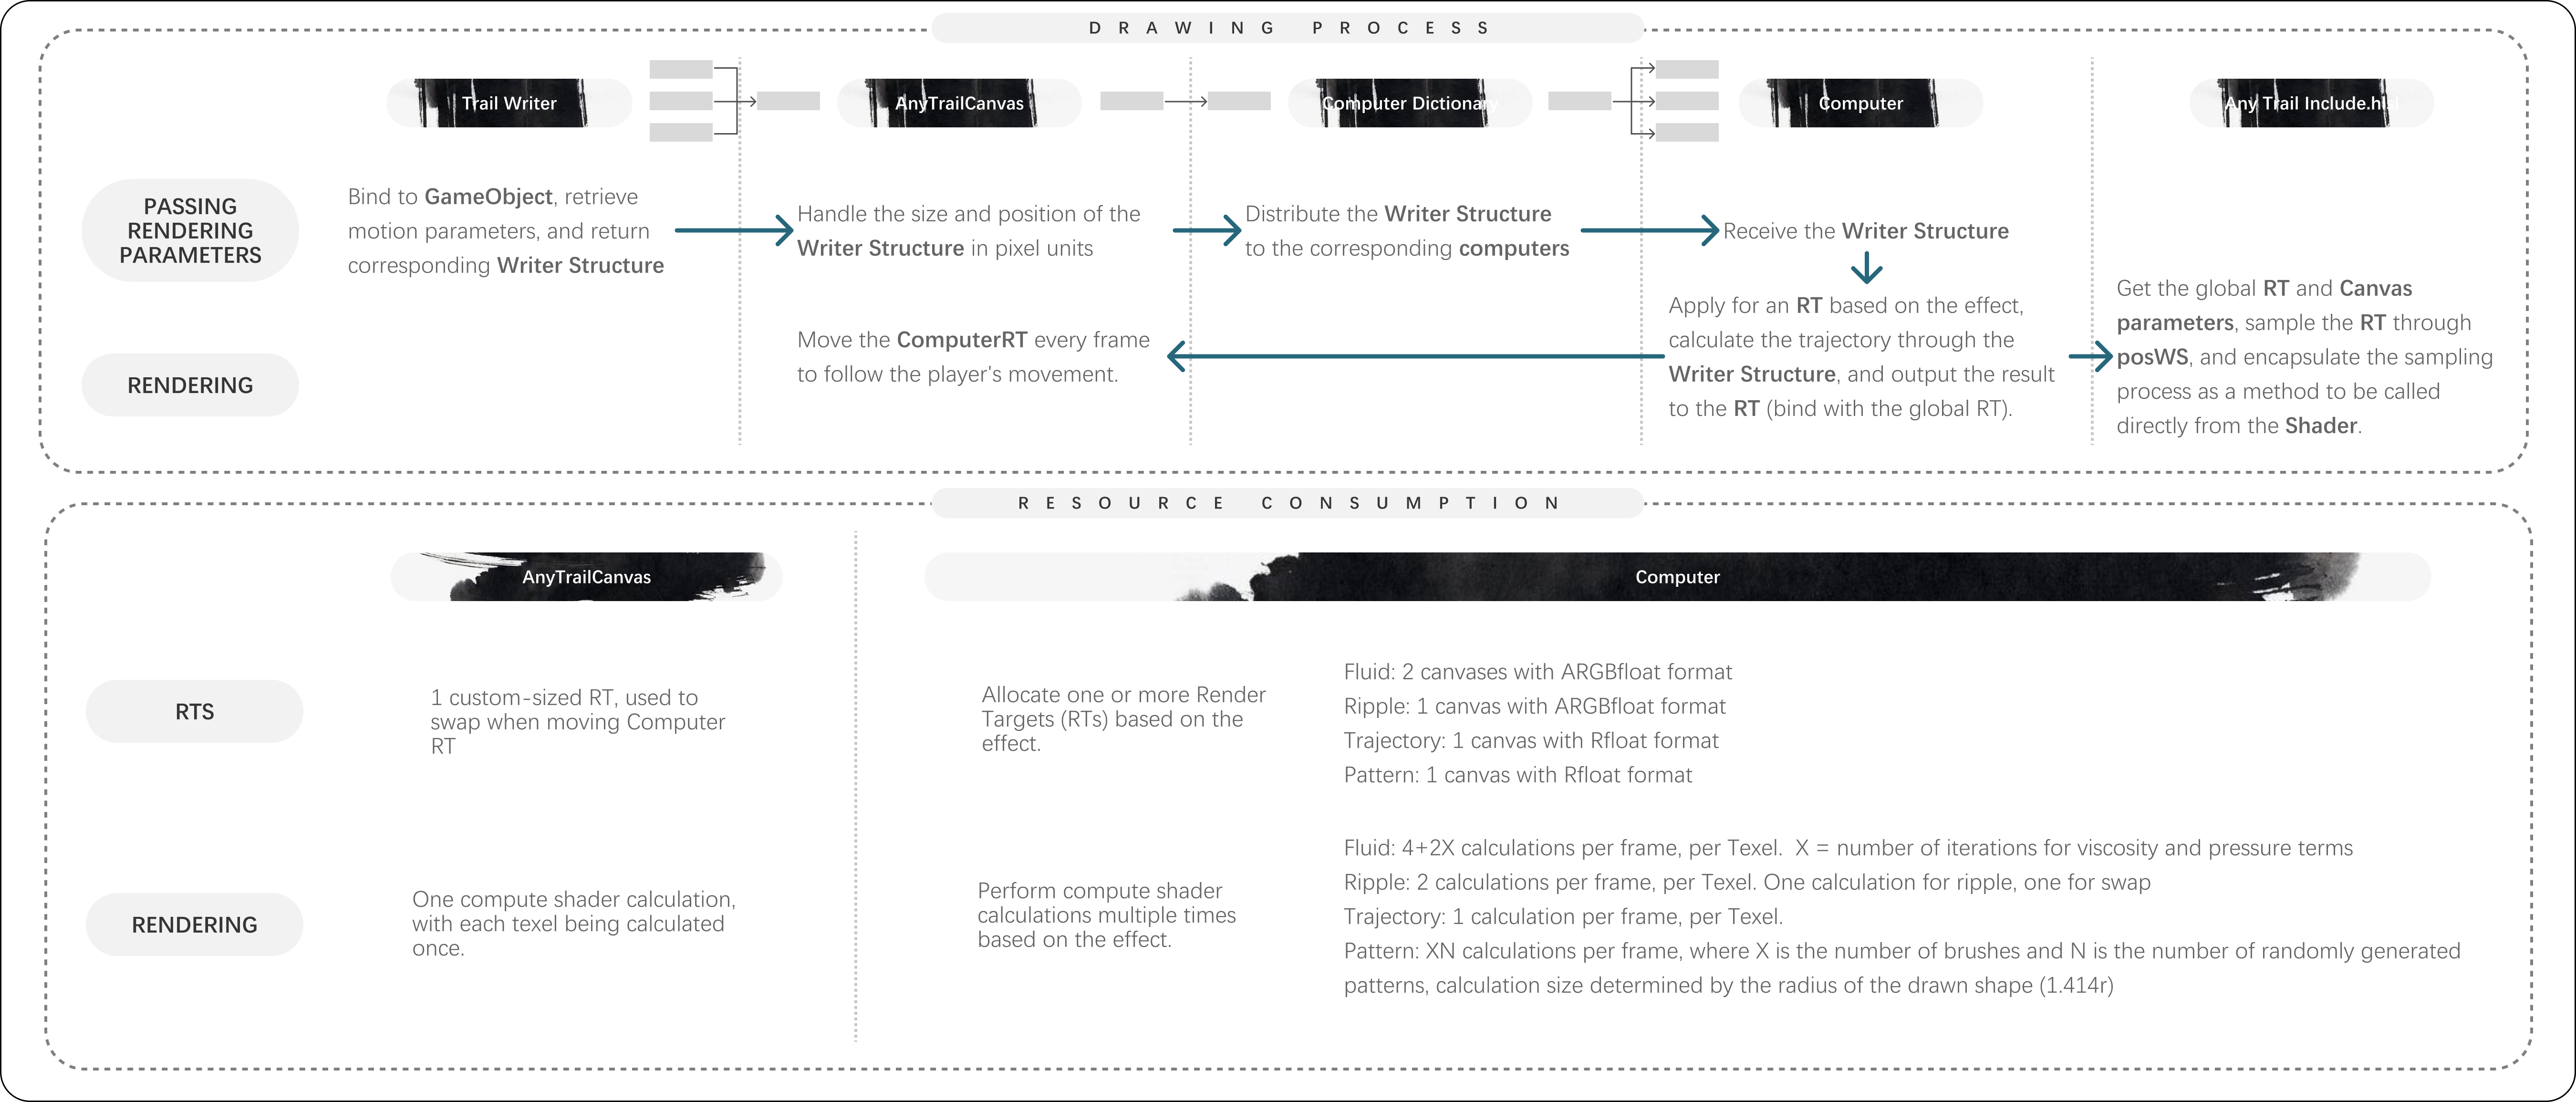 DRAWING PROCESS
Trail Writer
AnyTrailCanvas
Computer Dictionary
Computer
Any Trail Include.hlsl
PASSING
RENDERING
PARAMETERS
Bind to GameObject, retrieve
motion parameters, and return
corresponding Writer Structure
Handle the size and position of the
Writer Structure in pixel units
Distribute the Writer Structure
to the corresponding computers
Receive the Writer Structure
RENDERING
Move the ComputerRT every frame
to follow the player's movement.
Apply for an RT based on the effect,
calculate the trajectory through the
Writer Structure, and output the result
to the RT (bind with the global RT).
Get the global RT and Canvas
parameters, sample the RT through
posWS, and encapsulate the sampling
process as a method to be called
directly from the Shader.
RESOURCE CONSUMPTION
AnyTrailCanvas
Computer
RTS
1 custom-sized RT, used to
swap when moving Computer
RT
Allocate one or more Render
Targets (RTs) based on the
effect.
Fluid: 2 canvases with ARGBfloat format
Ripple: 1 canvas with ARGBfloat format
Trajectory: 1 canvas with Rfloat format
Pattern: 1 canvas with Rfloat format
RENDERING
One compute shader calculation,
with each texel being calculated
once.
Perform compute shader
calculations multiple times
based on the effect.
Fluid: 4+2X calculations per frame, per Texel.  X = number of iterations for viscosity and pressure terms
Ripple: 2 calculations per frame, per Texel. One calculation for ripple, one for swap
Trajectory: 1 calculation per frame, per Texel.
Pattern: XN calculations per frame, where X is the number of brushes and N is the number of randomly generated
patterns, calculation size determined by the radius of the drawn shape (1.414r)